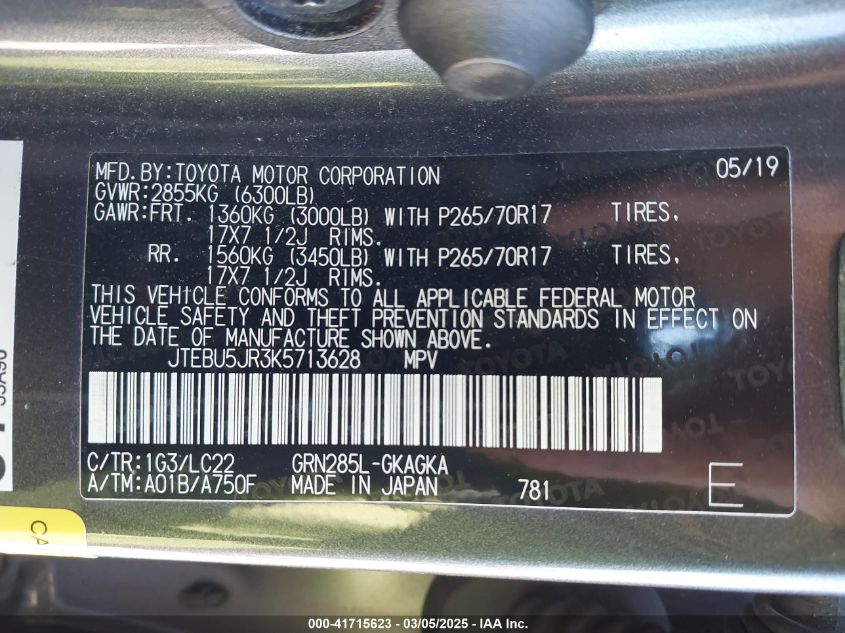 MFD.BY:TOYOTA MOTOR CORPORATION 05/19
GVWR:2855KG (6300LB)
GAWR:FRT. 1360KG (3000LB) WITH P265/70R17 TIRES,
17X7 1/2J RIMS.
RR. 1560KG (3450LB) WITH P265/70R17 TIRES,
17X7 1/2J RIMS.
THIS VEHICLE CONFORMS TO ALL APPLICABLE FEDERAL MOTOR
VEHICLE SAFETY AND THEFT PREVENTION STANDARDS IN EFFECT ON
THE DATE OF MANUFACTURE SHOWN ABOVE.
JTEBU5JR3K5713628 MPV
C/TR:1G3/LC22 GRN285L-GKAGKA
A/TM:A01B/A750F MADE IN JAPAN 781 E
CA
000-41715623 - 03/05/2025 - IAA Inc.